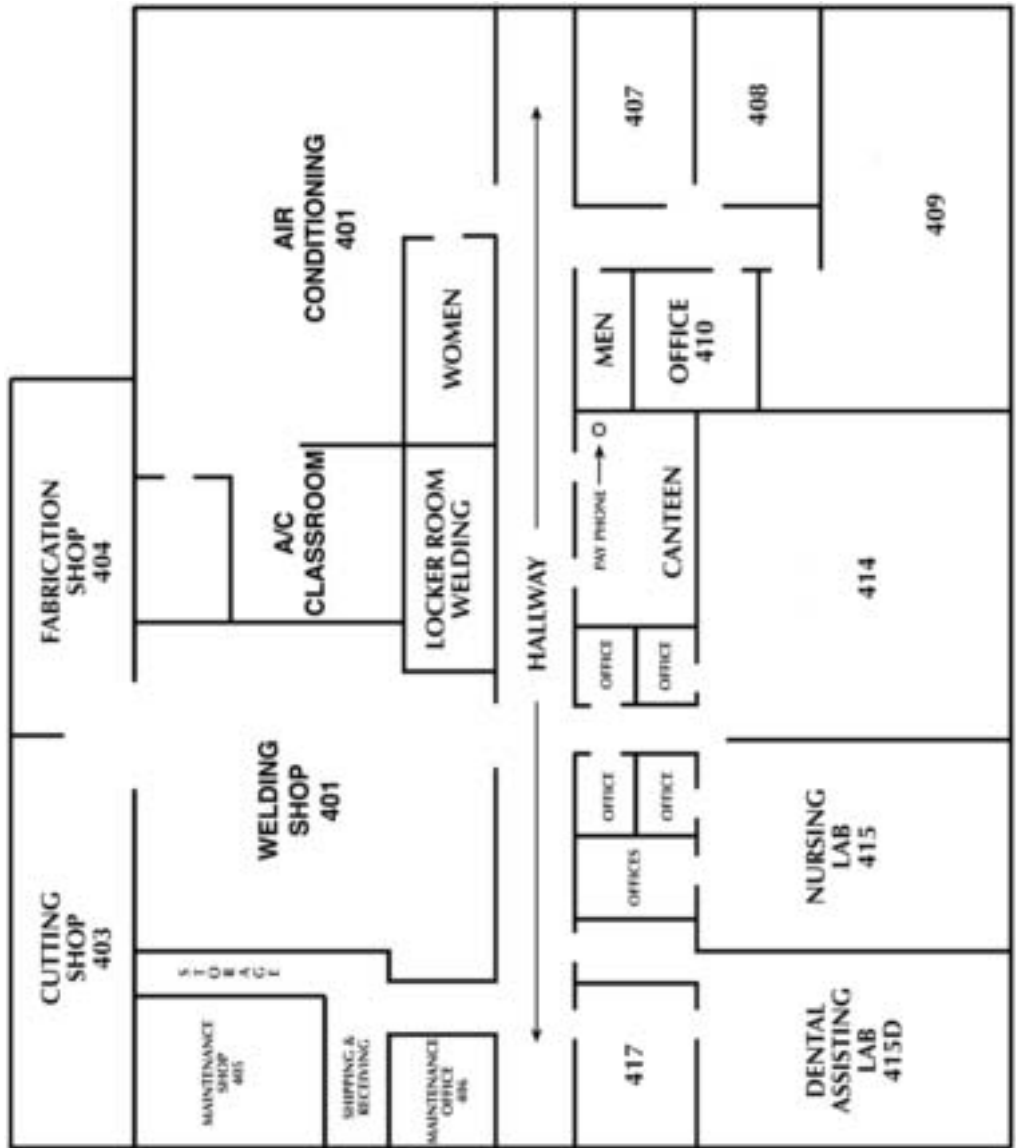 CUTTING
SHOP
403
FABRICATION
SHOP
404
MAINTENANCE
SHOP
405
STORAGE
WELDING
SHOP
401
A/C
CLASSROOM
AIR
CONDITIONING
401
SHIPPING &
RECEIVING
MAINTENANCE
OFFICE
406
LOCKER ROOM
WELDING
WOMEN
HALLWAY
417
OFFICES
OFFICE
OFFICE
OFFICE
OFFICE
PAY PHONE
CANTEEN
MEN
OFFICE
410
407
408
DENTAL
ASSISTING
LAB
415D
NURSING
LAB
415
414
409